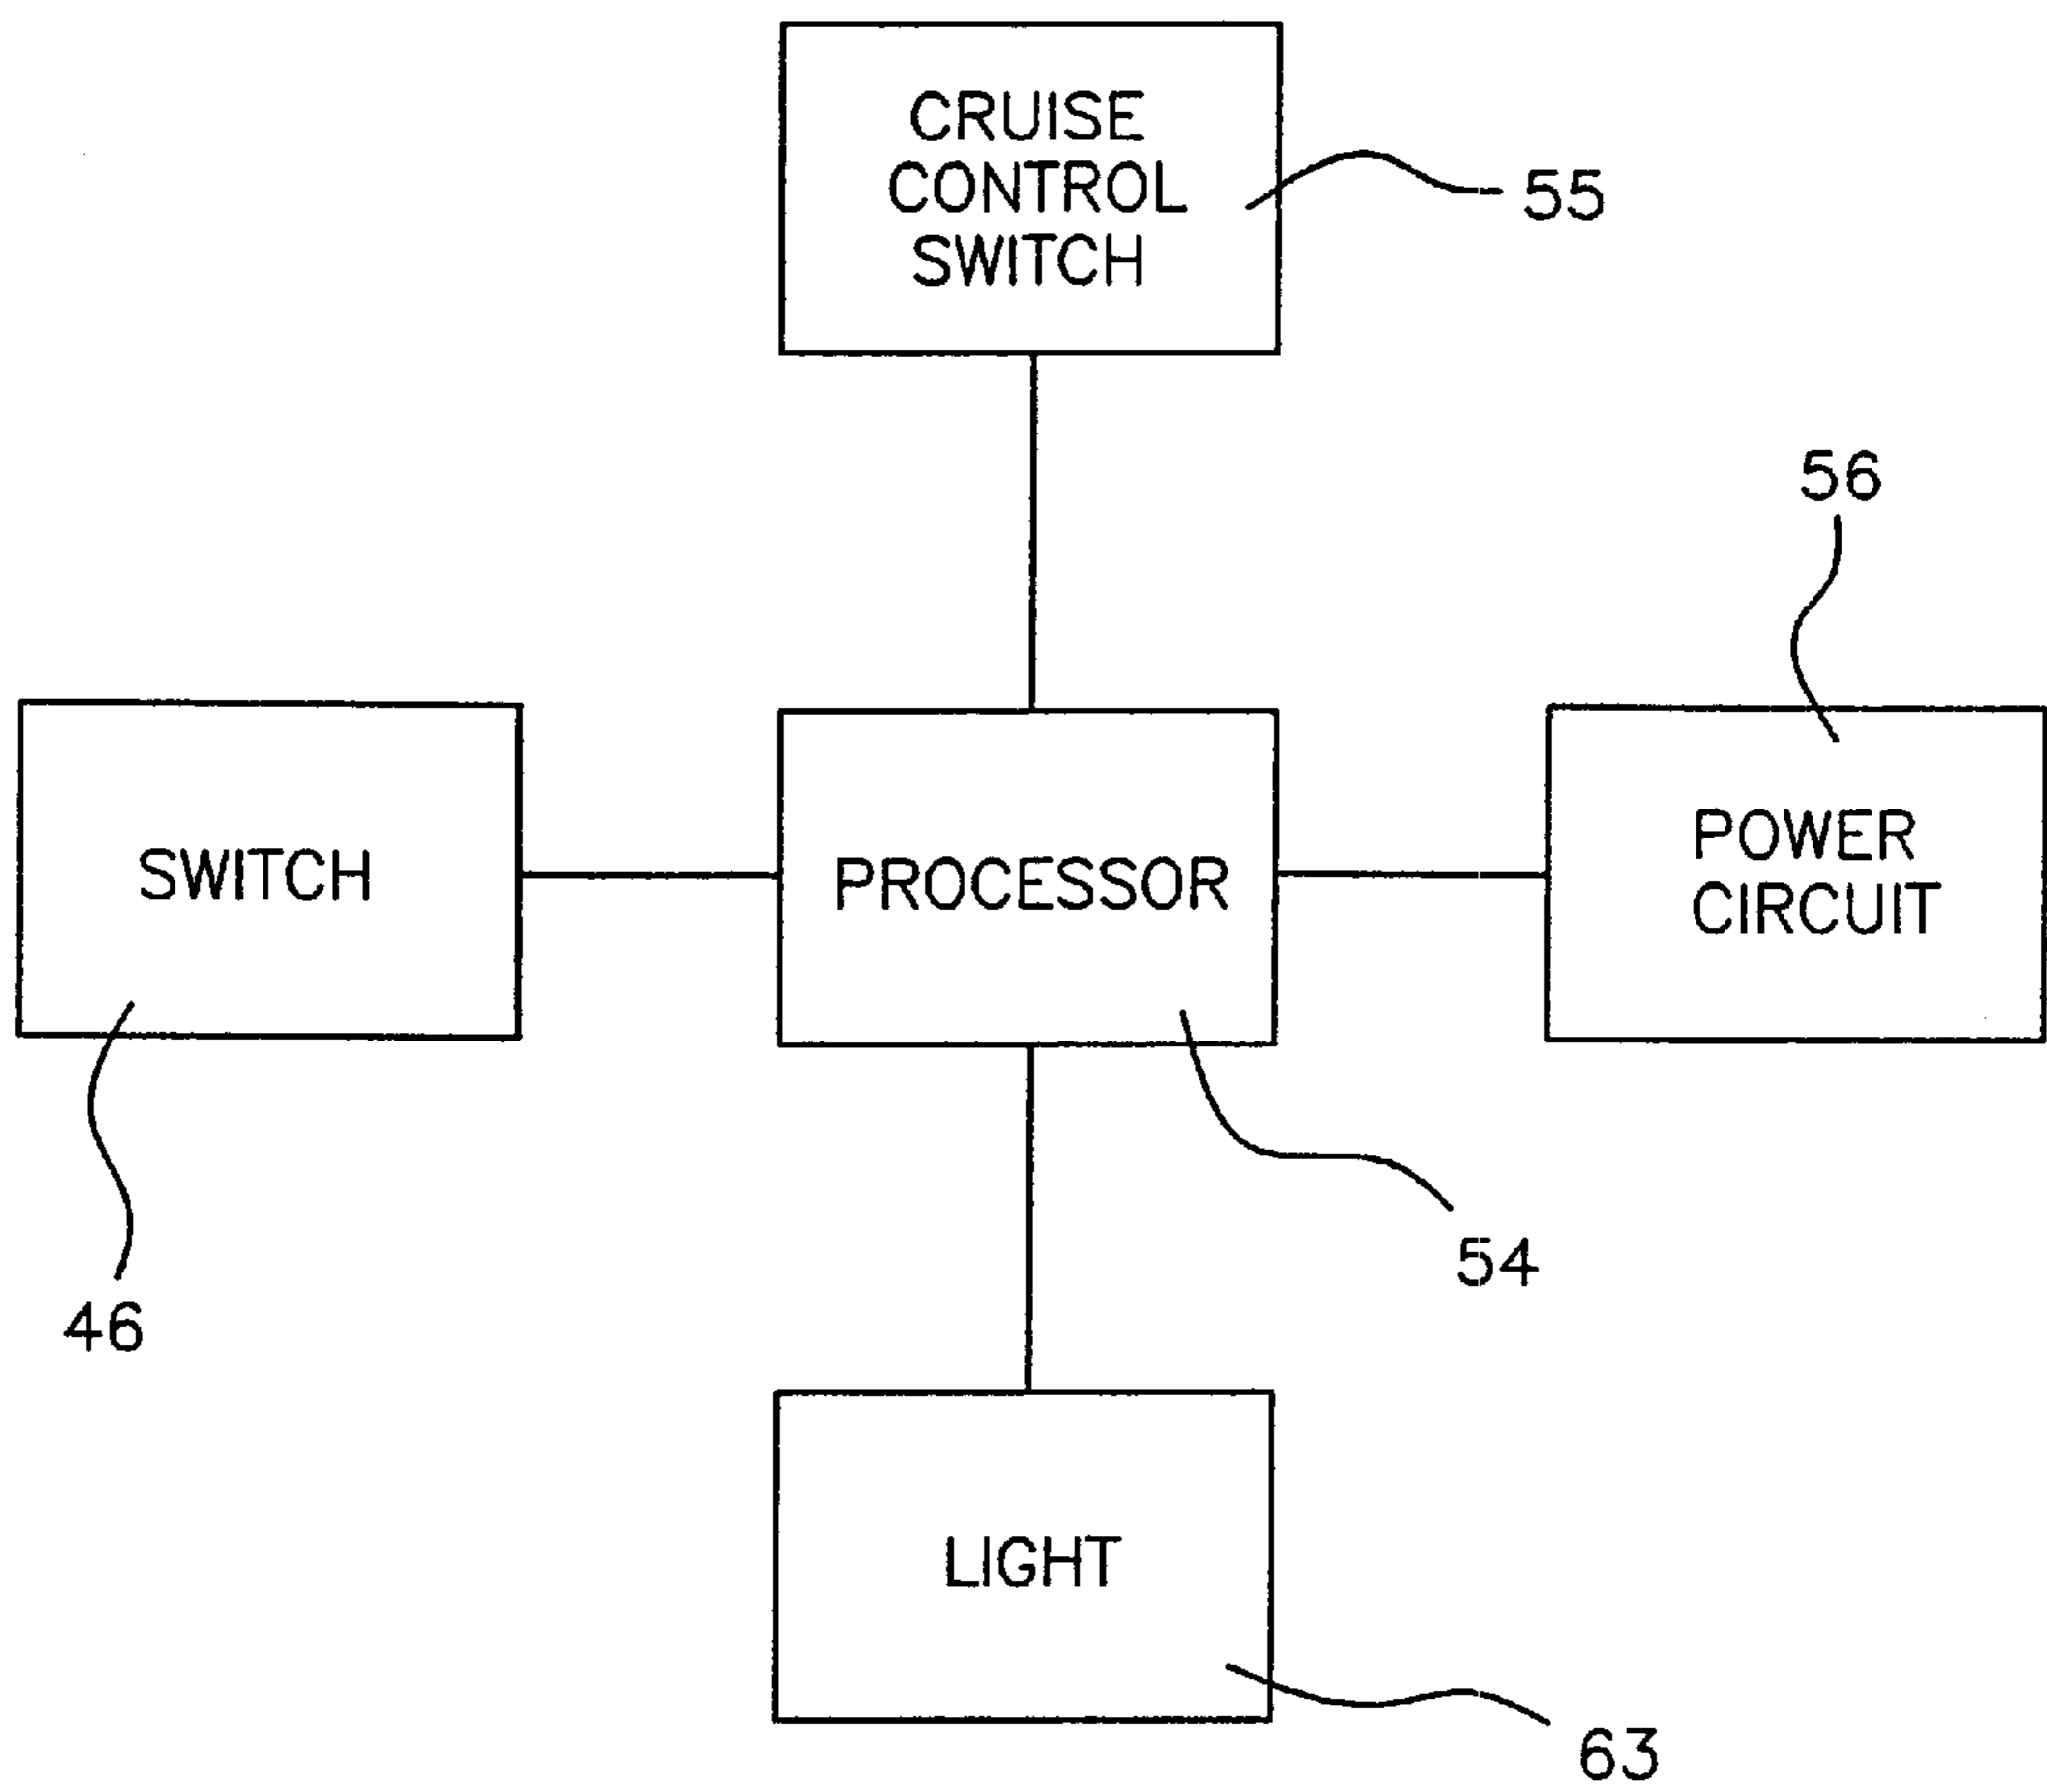 CRUISE
CONTROL
SWITCH
55
56
SWITCH
PROCESSOR
POWER
CIRCUIT
54
46
LIGHT
63